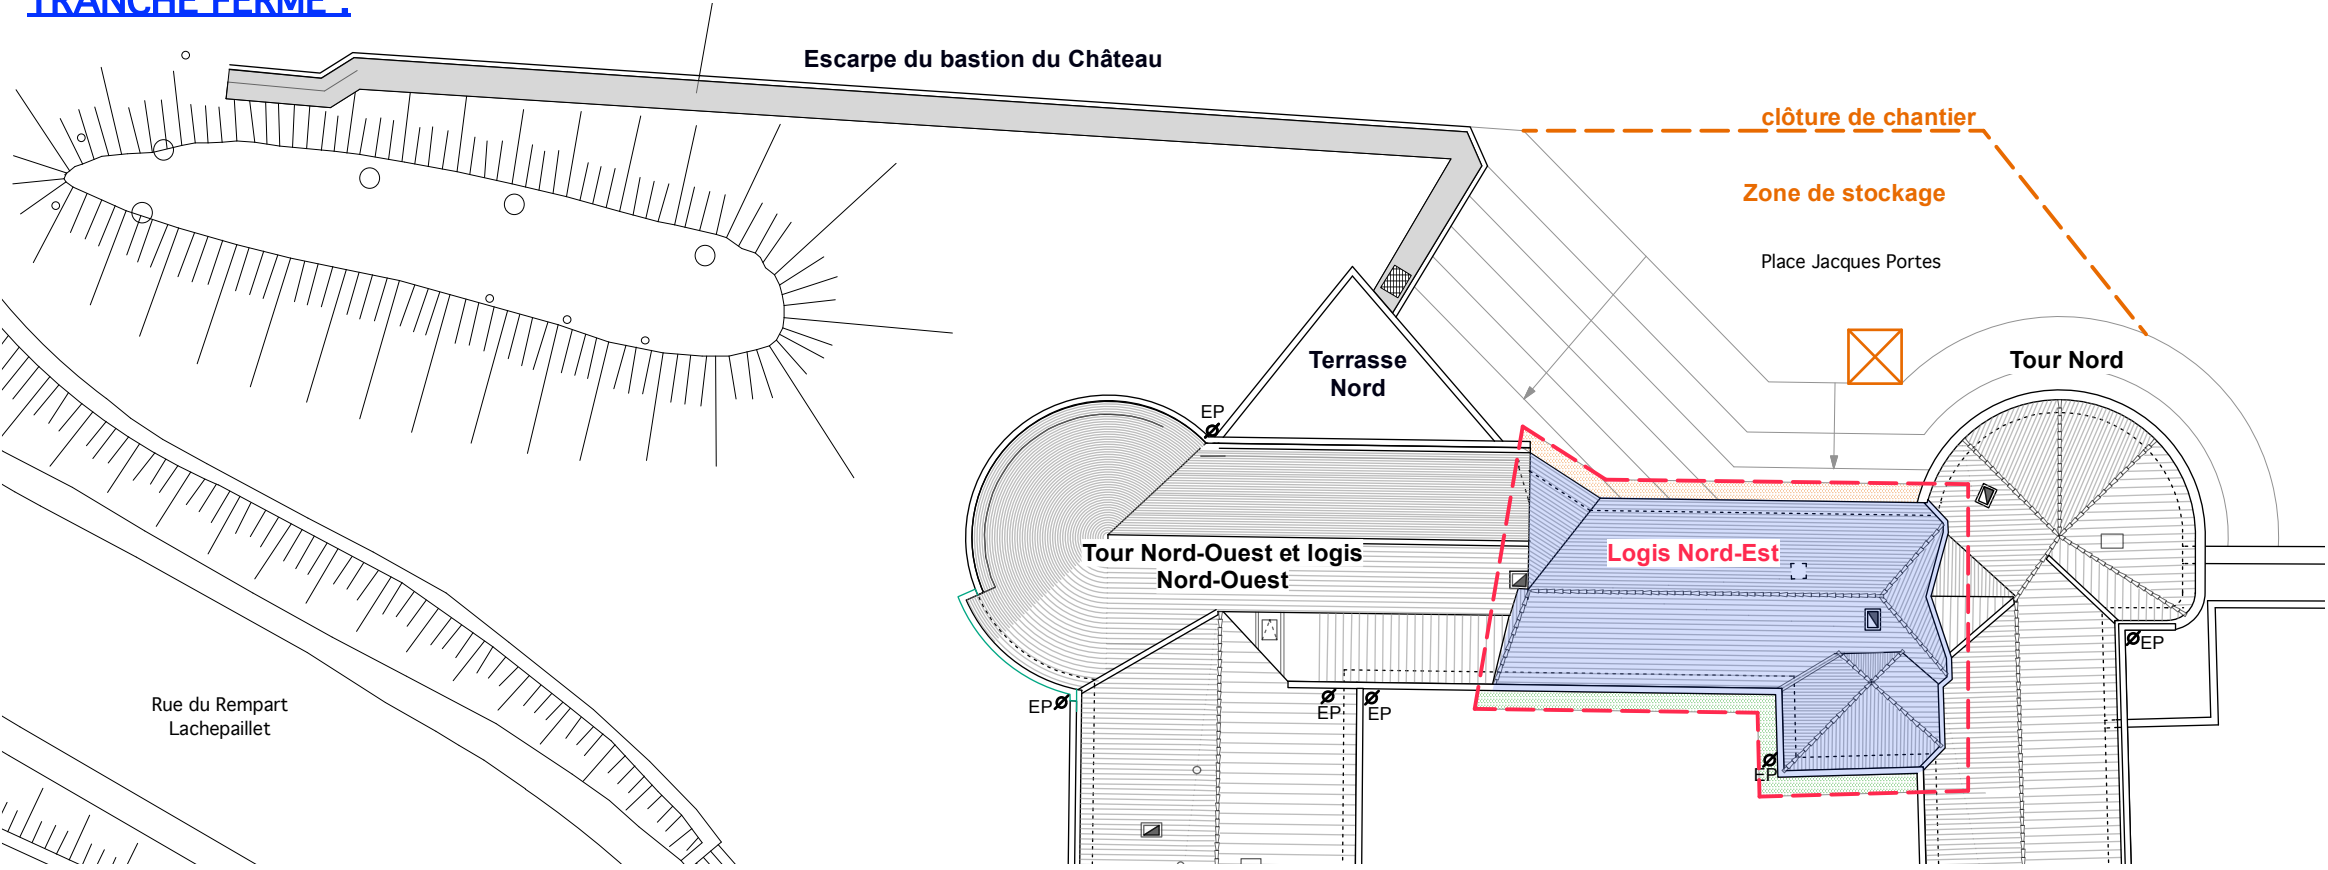 TRANCHE FERME :
Escarpe du bastion du Château
clôture de chantier
Zone de stockage
Place Jacques Portes
Terrasse
Nord
Tour Nord
EP
Tour Nord-Ouest et logis
Nord-Ouest
Logis Nord-Est
EP
EP
EP
EP
EP
Rue du Rempart
Lachepaillet